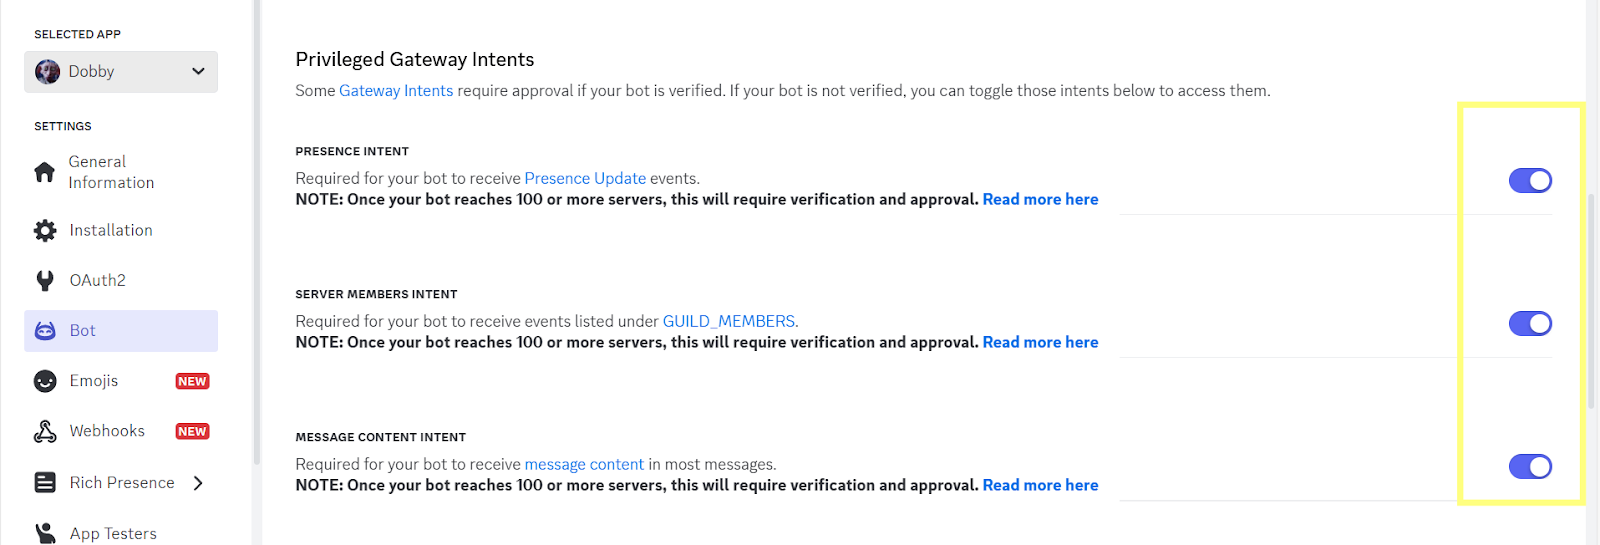 SELECTED APP
Dobby
SETTINGS
General
Information
Installation
OAuth2
Bot
Emojis NEW
Webhooks NEW
Rich Presence
App Testers
Privileged Gateway Intents
Some Gateway Intents require approval if your bot is verified. If your bot is not verified, you can toggle those intents below to access them.
PRESENCE INTENT
Required for your bot to receive Presence Update events.
NOTE: Once your bot reaches 100 or more servers, this will require verification and approval. Read more here
SERVER MEMBERS INTENT
Required for your bot to receive events listed under GUILD_MEMBERS.
NOTE: Once your bot reaches 100 or more servers, this will require verification and approval. Read more here
MESSAGE CONTENT INTENT
Required for your bot to receive message content in most messages.
NOTE: Once your bot reaches 100 or more servers, this will require verification and approval. Read more here